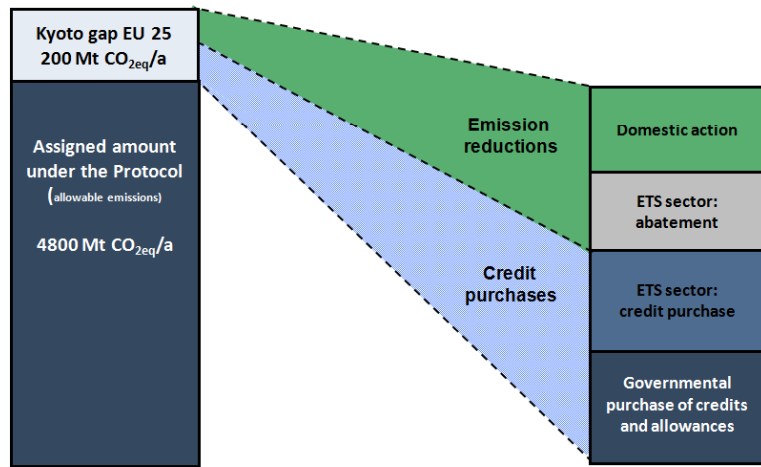 Kyoto gap EU 25
200 Mt CO2eq/a
Assigned amount
under the Protocol
(allowable emissions)
4800 Mt CO2eq/a
Emission
reductions
Credit
purchases
Domestic action
ETS sector:
abatement
ETS sector:
credit purchase
Governmental
purchase of credits
and allowances